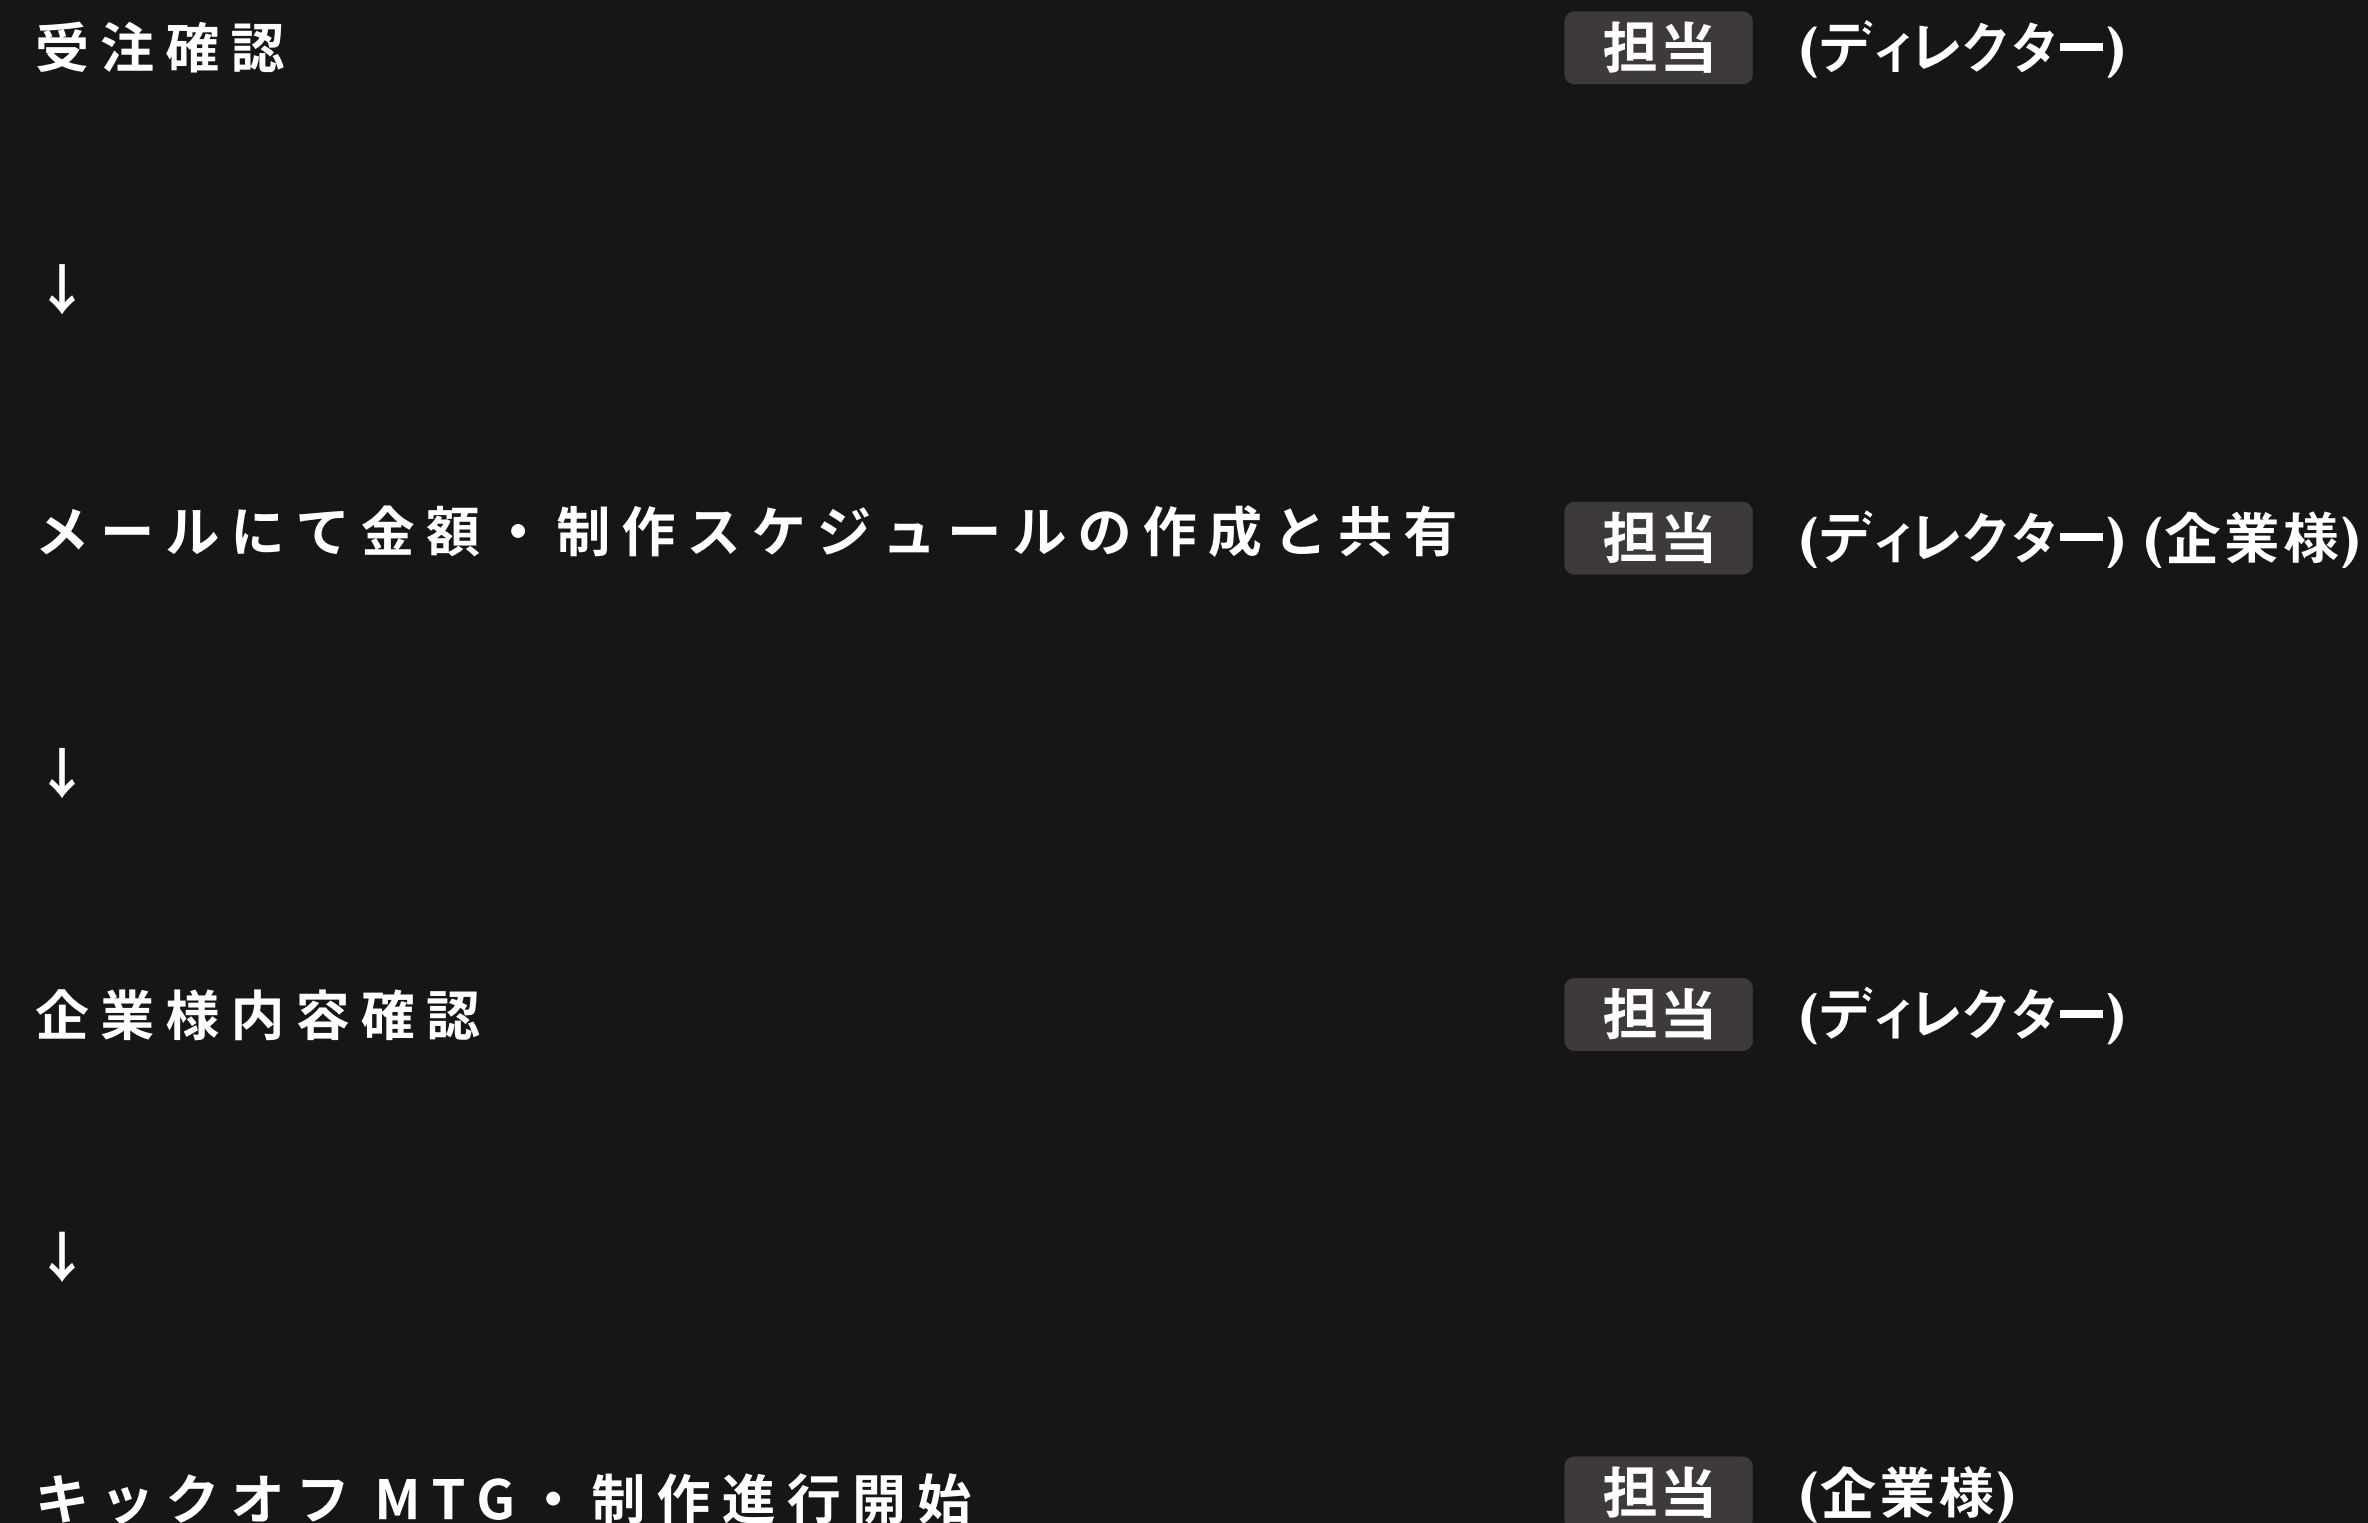 受注確認 担当 (ディレクター)
↓
メールにて金額・制作スケジュールの作成と共有 担当 (ディレクター) (企業様)
↓
企業様内容確認 担当 (ディレクター)
↓
キックオフMTG・制作進行開始 担当 (企業様)